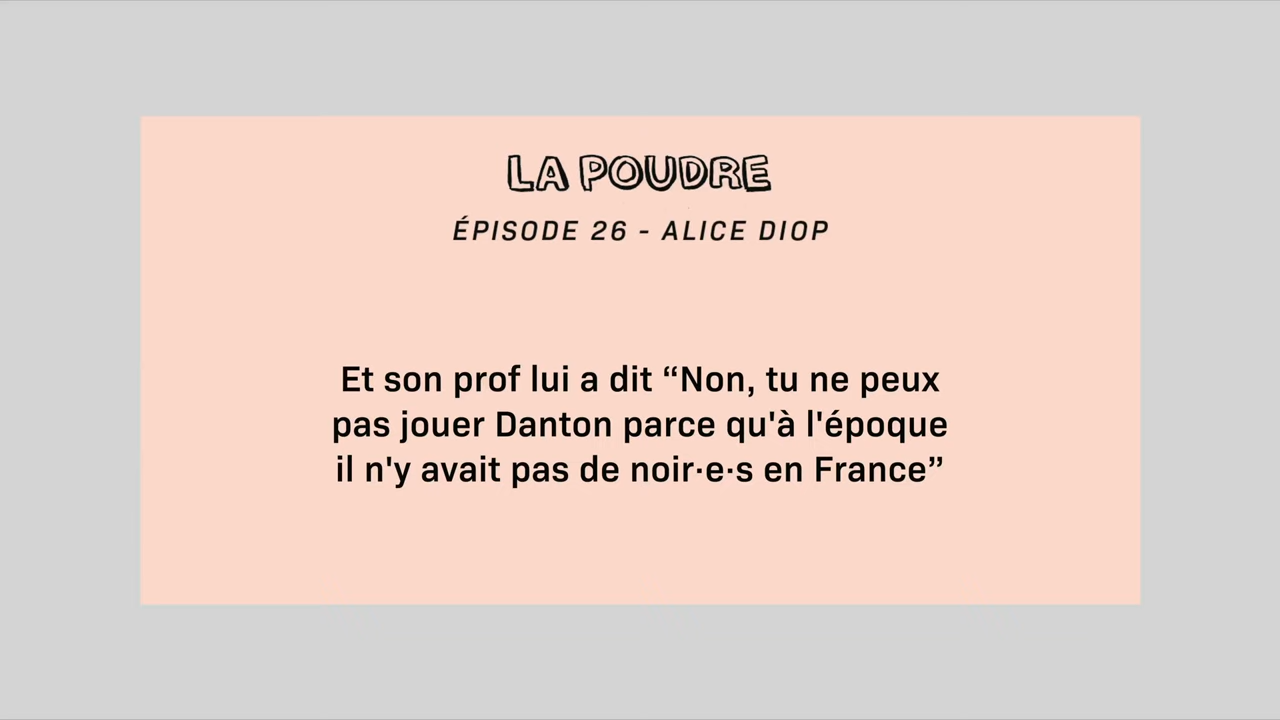 LA POUDRE
ÉPISODE 26 - ALICE DIOP
Et son prof lui a dit “Non, tu ne peux
pas jouer Danton parce qu'à l'époque
il n'y avait pas de noir·e·s en France”